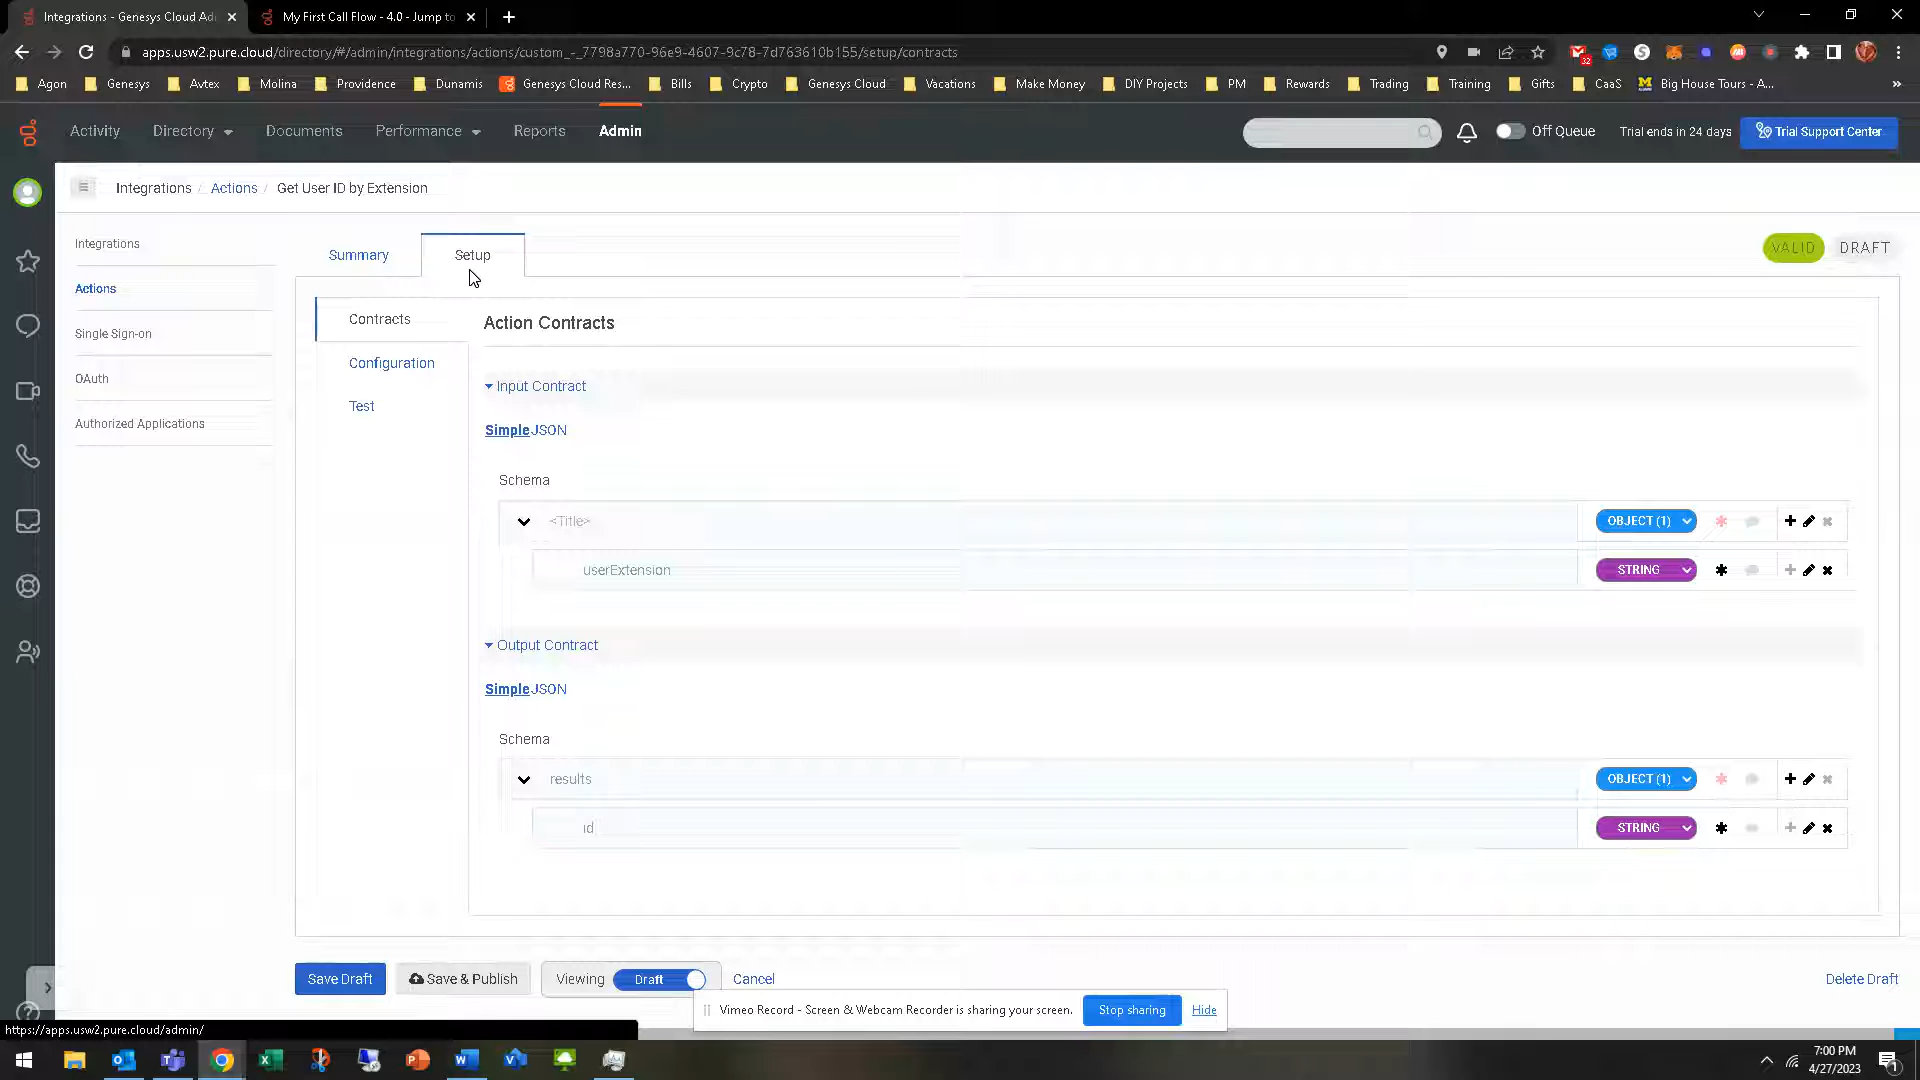 Integrations - Genesys Cloud Ad
My First Call Flow - 4.0 - Jump to
apps.usw2.pure.cloud/directory/#/admin/integrations/actions/custom_-_7798a770-96e9-4607-9c78-7d763610b155/setup/contracts
32
Agon
Genesys
Avtex
Molina
Providence
Dunamis
Genesys Cloud Res...
Bills
Crypto
Genesys Cloud
Vacations
Make Money
DIY Projects
PM
Rewards
Trading
Training
Gifts
CaaS
Big House Tours - A...
»
Activity
Directory
Documents
Performance
Reports
Admin
Off Queue
Trial ends in 24 days
Trial Support Center
Integrations / Actions / Get User ID by Extension
Integrations
Actions
Single Sign-on
OAuth
Authorized Applications
Summary
Setup
VALID
DRAFT
Contracts
Configuration
Test
Action Contracts
Input Contract
Simple JSON
Schema
<Title>
OBJECT (1)
userExtension
STRING
Output Contract
Simple JSON
Schema
results
OBJECT (1)
id
STRING
Save Draft
Save & Publish
Viewing
Draft
Cancel
Delete Draft
Vimeo Record - Screen & Webcam Recorder is sharing your screen.
Stop sharing
Hide
https://apps.usw2.pure.cloud/admin/
7:00 PM
4/27/2023
1